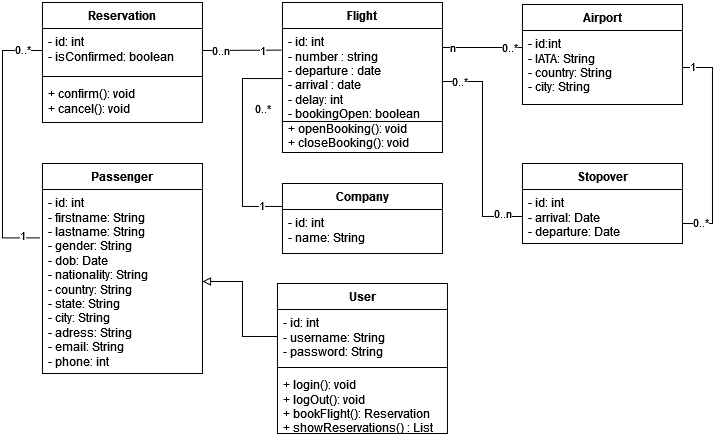 Reservation
- id: int
- isConfirmed: boolean
+ confirm(): void
+ cancel(): void
0..*
0..n
1
Flight
- id: int
- number : string
- departure : date
- arrival : date
- delay: int
- bookingOpen: boolean
+ openBooking(): void
+ closeBooking(): void
n
0..*
0..*
0..*
Airport
- id:int
- IATA: String
- country: String
- city: String
1
Passenger
- id: int
- firstname: String
- lastname: String
- gender: String
- dob: Date
- nationality: String
- country: String
- state: String
- city: String
- adress: String
- email: String
- phone: int
1
Company
- id: int
- name: String
1
Stopover
- id: int
- arrival: Date
- departure: Date
0..n
0..*
User
- id: int
- username: String
- password: String
+ login(): void
+ logOut(): void
+ bookFlight(): Reservation
+ showReservations() : List